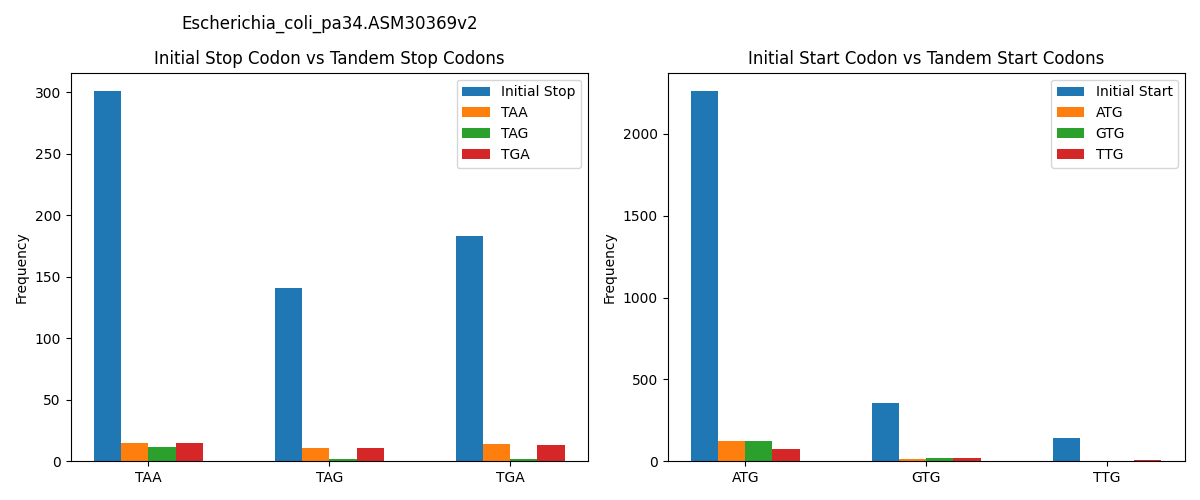 Escherichia_coli_pa34.ASM30369v2
Initial Stop Codon vs Tandem Stop Codons
Frequency
300
250
200
150
100
50
0
TAA
TAG
TGA
Initial Stop
TAA
TAG
TGA
Initial Start Codon vs Tandem Start Codons
Frequency
2000
1500
1000
500
0
ATG
GTG
TTG
Initial Start
ATG
GTG
TTG